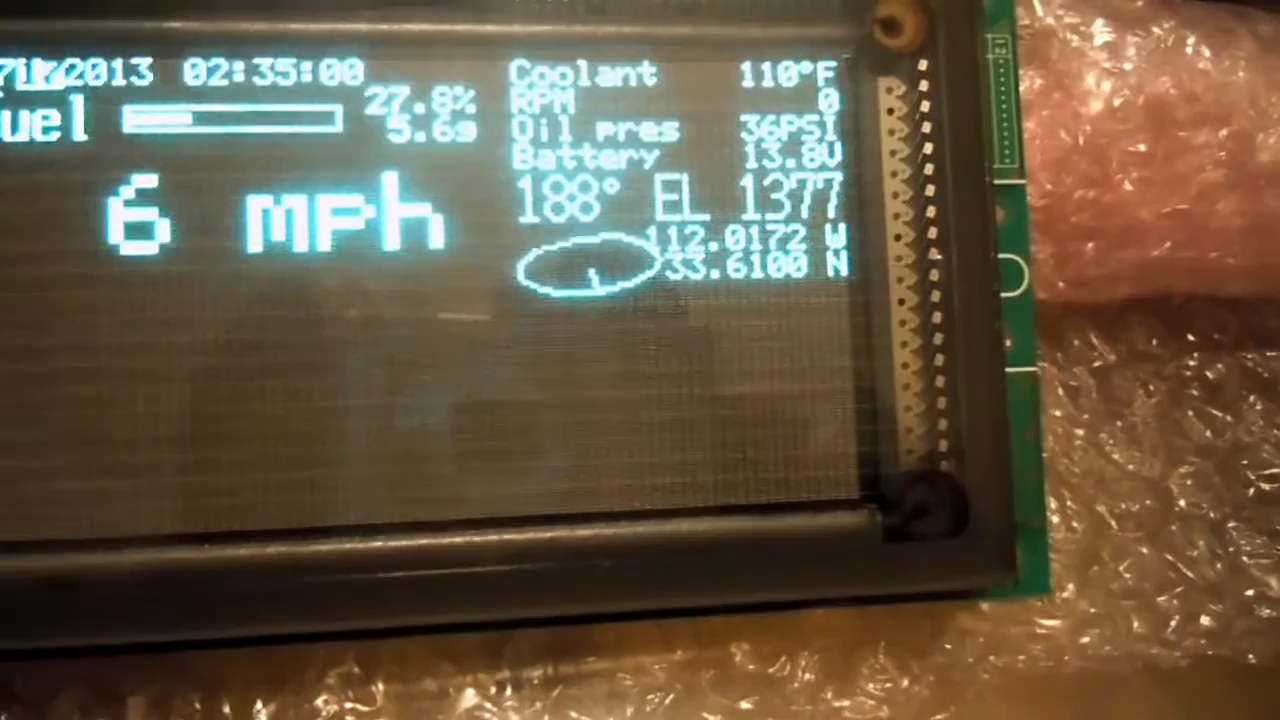 2013 02:35:00
uel 27.8%
5.6g
6 mph
Coolant 110°F
RPM 0
Oil pres 36PSI
Battery 13.8V
188° EL 1377
112.0172 W
33.6100 N